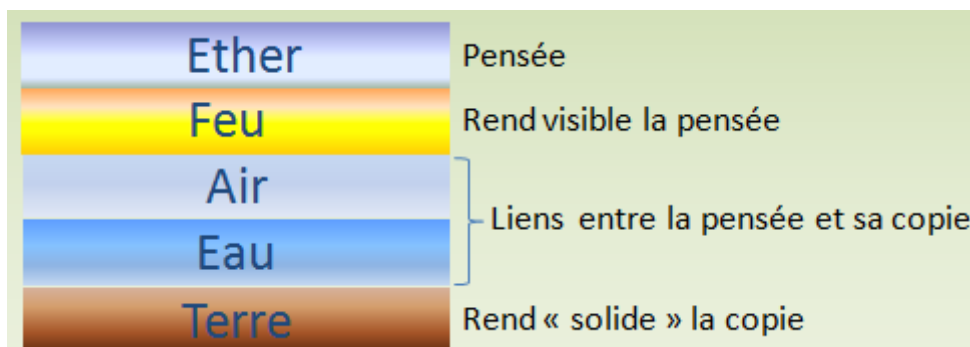 Ether Pensée
Feu Rend visible la pensée
Air
Liens entre la pensée et sa copie
Eau
Terre Rend « solide » la copie